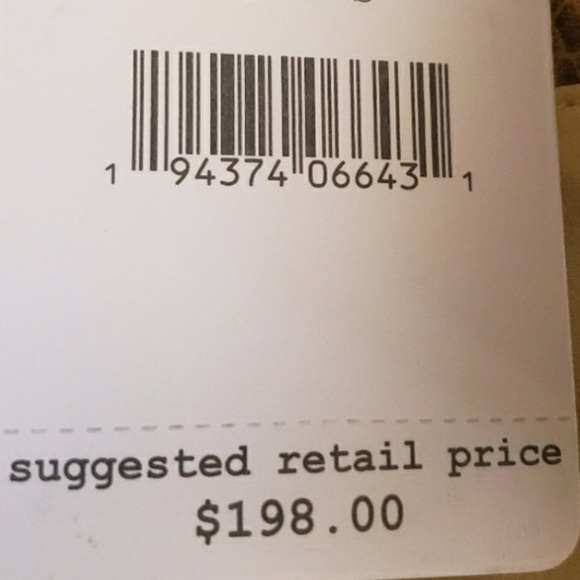 1 94374 06643 1
suggested retail price
$198.00